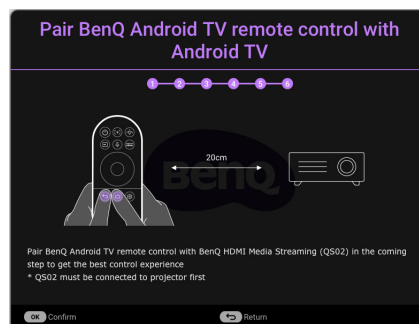 Pair BenQ Android TV remote control with
Android TV
1 2 3 4 5 6
20cm
BenQ
Pair BenQ Android TV remote control with BenQ HDMI Media Streaming (QS02) in the coming
step to get the best control experience
* QS02 must be connected to projector first
OK Confirm Return